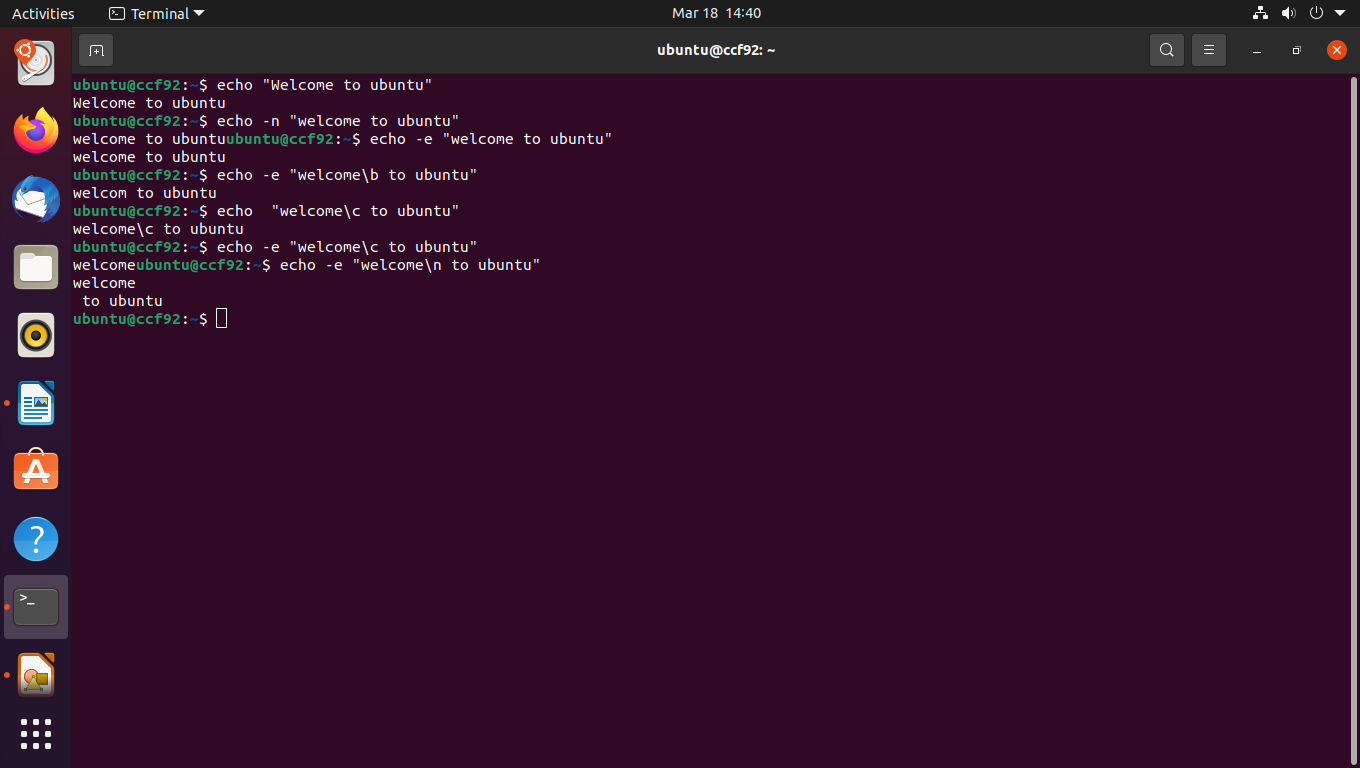 Activities Terminal Mar 18 14:40
ubuntu@ccf92: ~
ubuntu@ccf92:~$ echo "Welcome to ubuntu"
Welcome to ubuntu
ubuntu@ccf92:~$ echo -n "welcome to ubuntu"
welcome to ubuntuubuntu@ccf92:~$ echo -e "welcome to ubuntu"
welcome to ubuntu
ubuntu@ccf92:~$ echo -e "welcome\b to ubuntu"
welcom to ubuntu
ubuntu@ccf92:~$ echo  "welcome\c to ubuntu"
welcome\c to ubuntu
ubuntu@ccf92:~$ echo -e "welcome\c to ubuntu"
welcomeubuntu@ccf92:~$ echo -e "welcome\n to ubuntu"
welcome
 to ubuntu
ubuntu@ccf92:~$